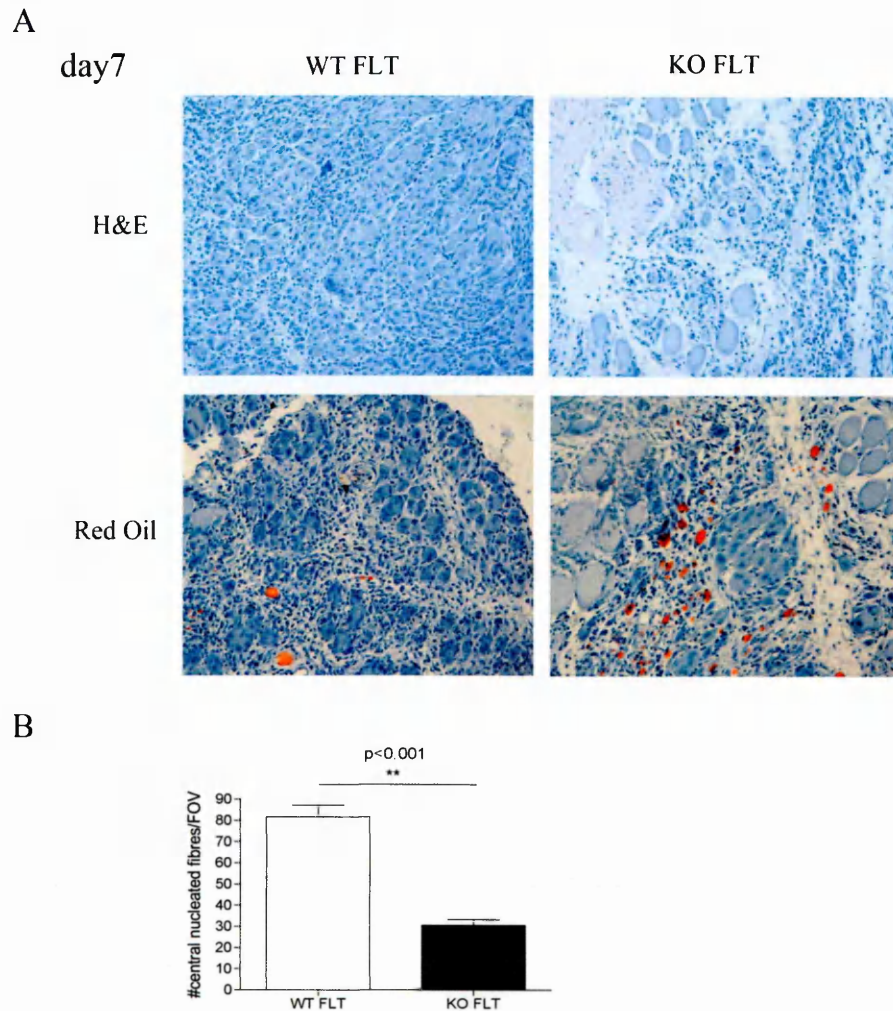 A
day7
WT FLT
KO FLT
H&E
Red Oil
B
p<0.001
**
#central nucleated fibres/FOV
90
80
70
60
50
40
30
20
10
0
WT FLT
KO FLT